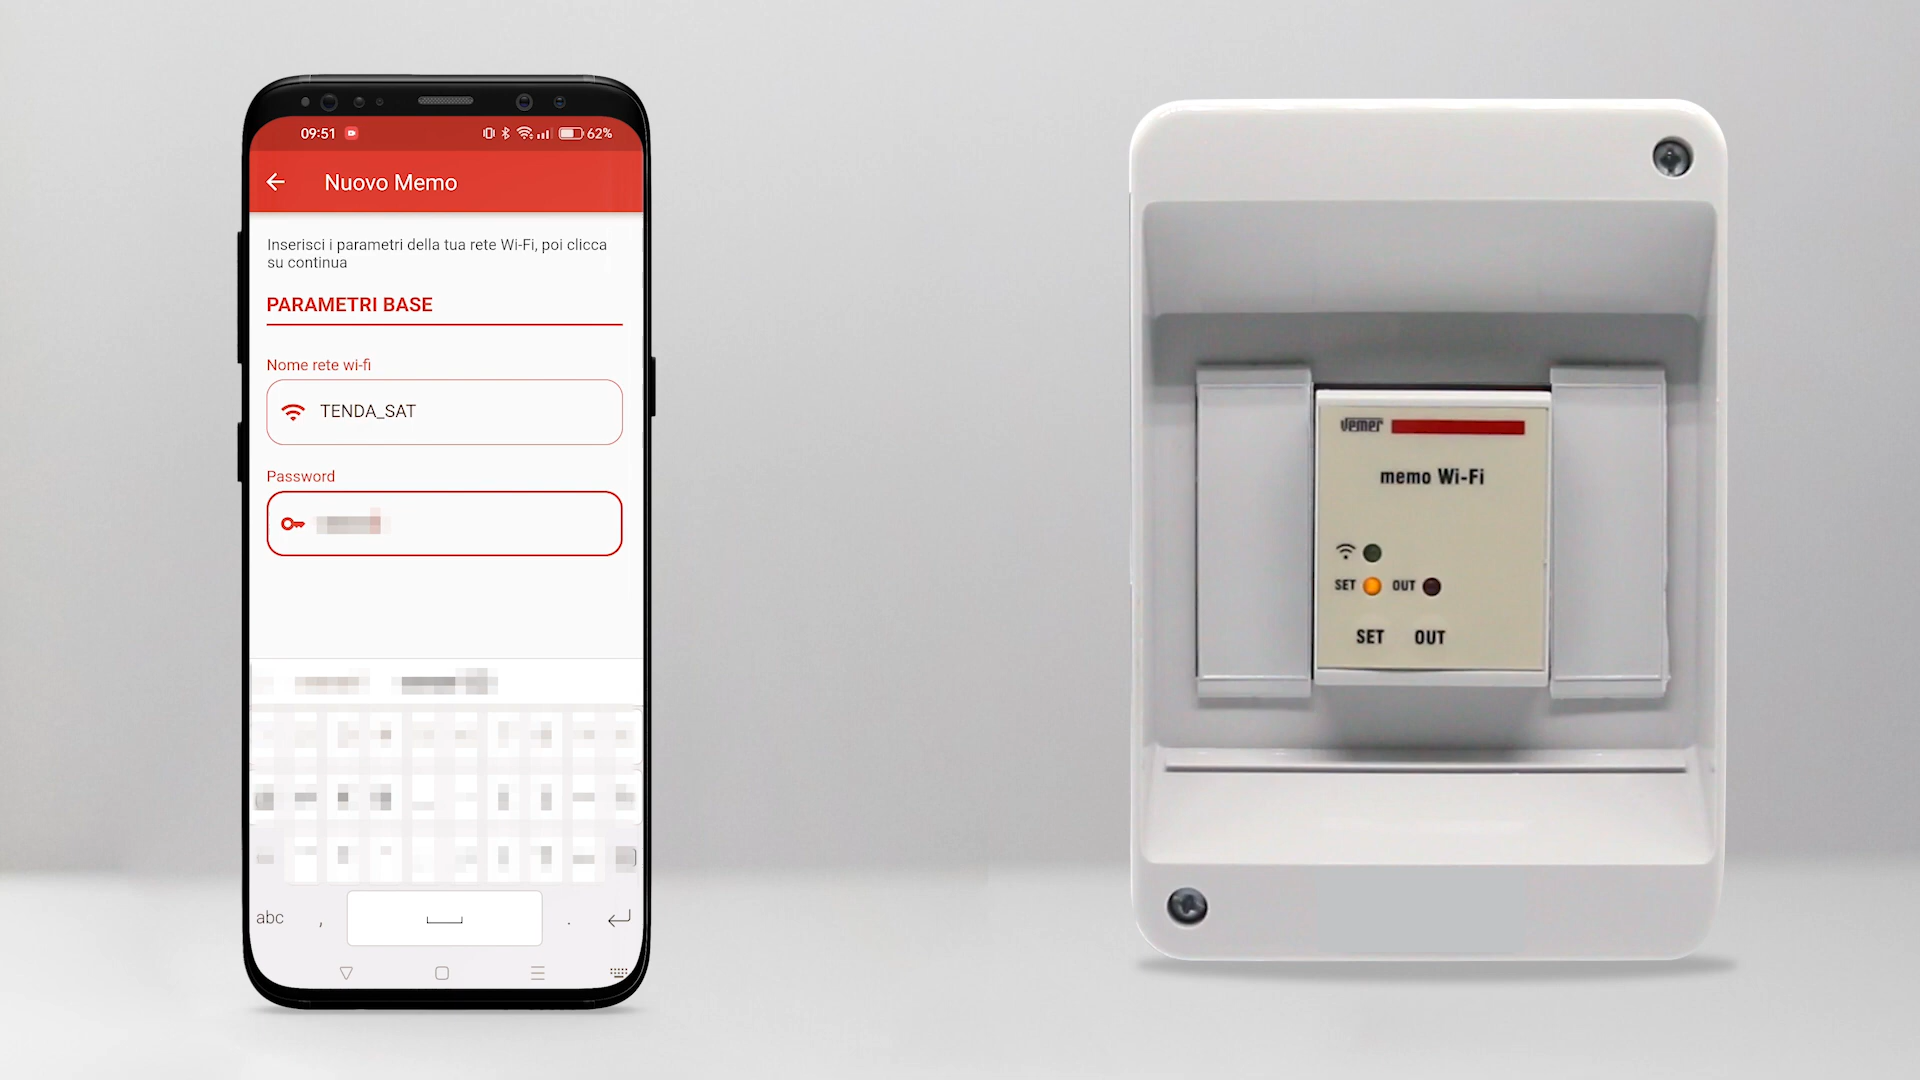 09:51
62%
Nuovo Memo
Inserisci i parametri della tua rete Wi-Fi, poi clicca
su continua
PARAMETRI BASE
Nome rete wi-fi
TENDA_SAT
Password
abc , .
vemer
memo Wi-Fi
SET OUT
SET OUT